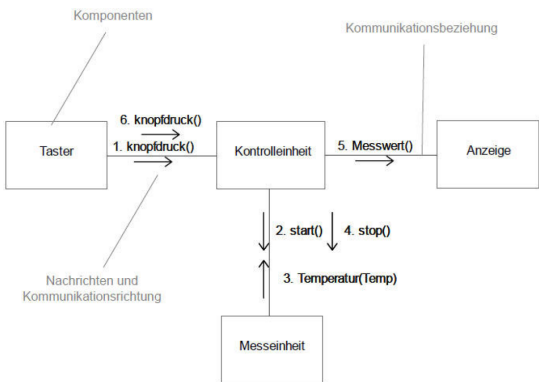 Komponenten
Kommunikationsbeziehung
6. knopfdruck()
1. knopfdruck()
Taster
Kontrolleinheit
5. Messwert()
Anzeige
2. start()
4. stop()
3. Temperatur(Temp)
Nachrichten und
Kommunikationsrichtung
Messeinheit